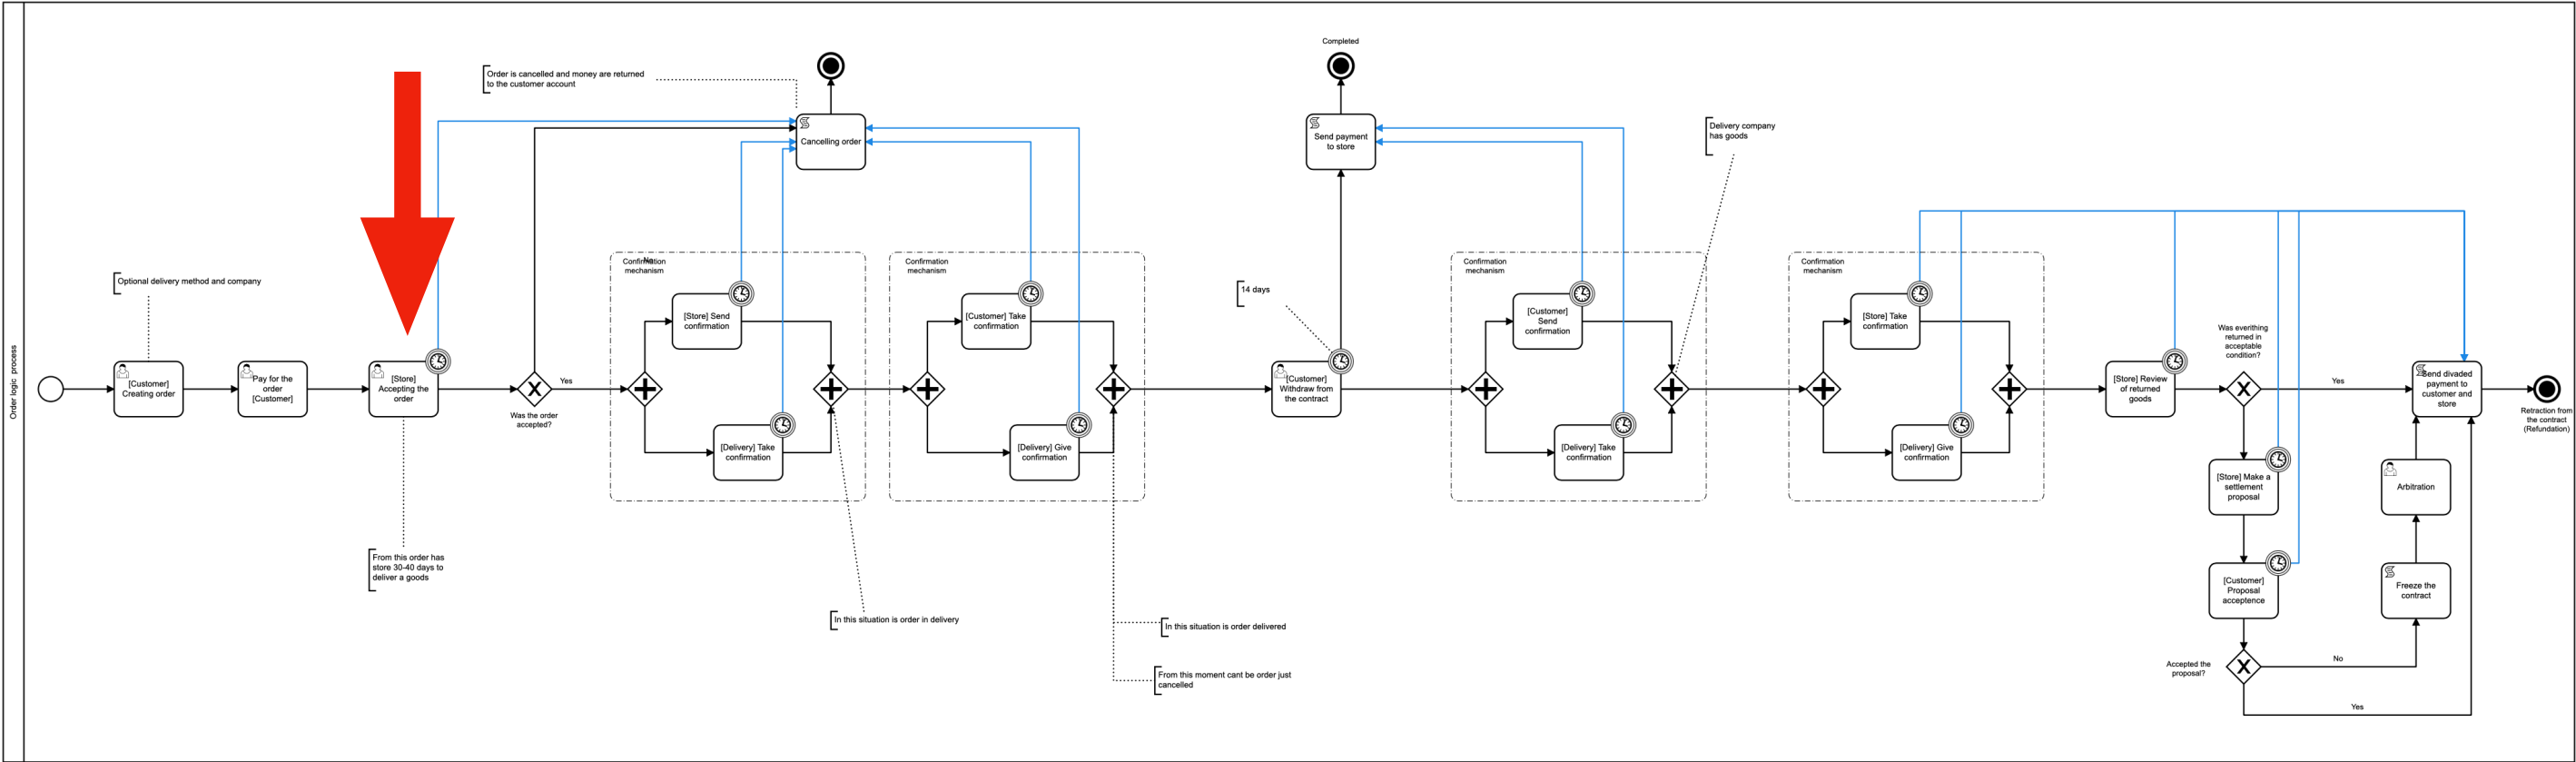 Order logic process
Optional delivery method and company
[Customer]
Creating order
Pay for the
order
[Customer]
[Store]
Accepting the
order
From this order has
store 30-40 days to
deliver a goods
Order is cancelled and money are returned
to the customer account
Was the order
accepted?
Yes
No
Cancelling order
Confirmation
mechanism
[Store] Send
confirmation
[Delivery] Take
confirmation
In this situation is order in delivery
Confirmation
mechanism
[Customer] Take
confirmation
[Delivery] Give
confirmation
In this situation is order delivered
From this moment cant be order just
cancelled
14 days
[Customer]
Withdraw from
the contract
Completed
Send payment
to store
Confirmation
mechanism
[Customer]
Send
confirmation
[Delivery] Take
confirmation
Delivery company
has goods
Confirmation
mechanism
[Store] Take
confirmation
[Delivery] Give
confirmation
[Store] Review
of returned
goods
Was everithing
returned in
acceptable
condition?
Yes
[Store] Make a
settlement
proposal
[Customer]
Proposal
acceptence
Accepted the
proposal?
No
Yes
Freeze the
contract
Arbitration
Send divaded
payment to
customer and
store
Retraction from
the contract
(Refundation)